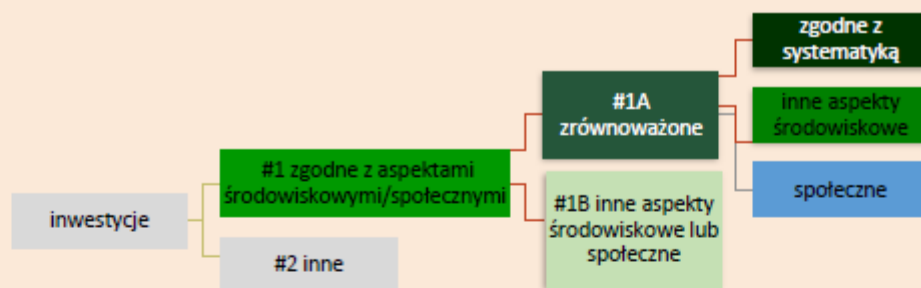 inwestycje
#1 zgodne z aspektami
środowiskowymi/społecznymi
#2 inne
#1A
zrównoważone
#1B inne aspekty
środowiskowe lub
społeczne
zgodne z
systematyką
inne aspekty
środowiskowe
społeczne